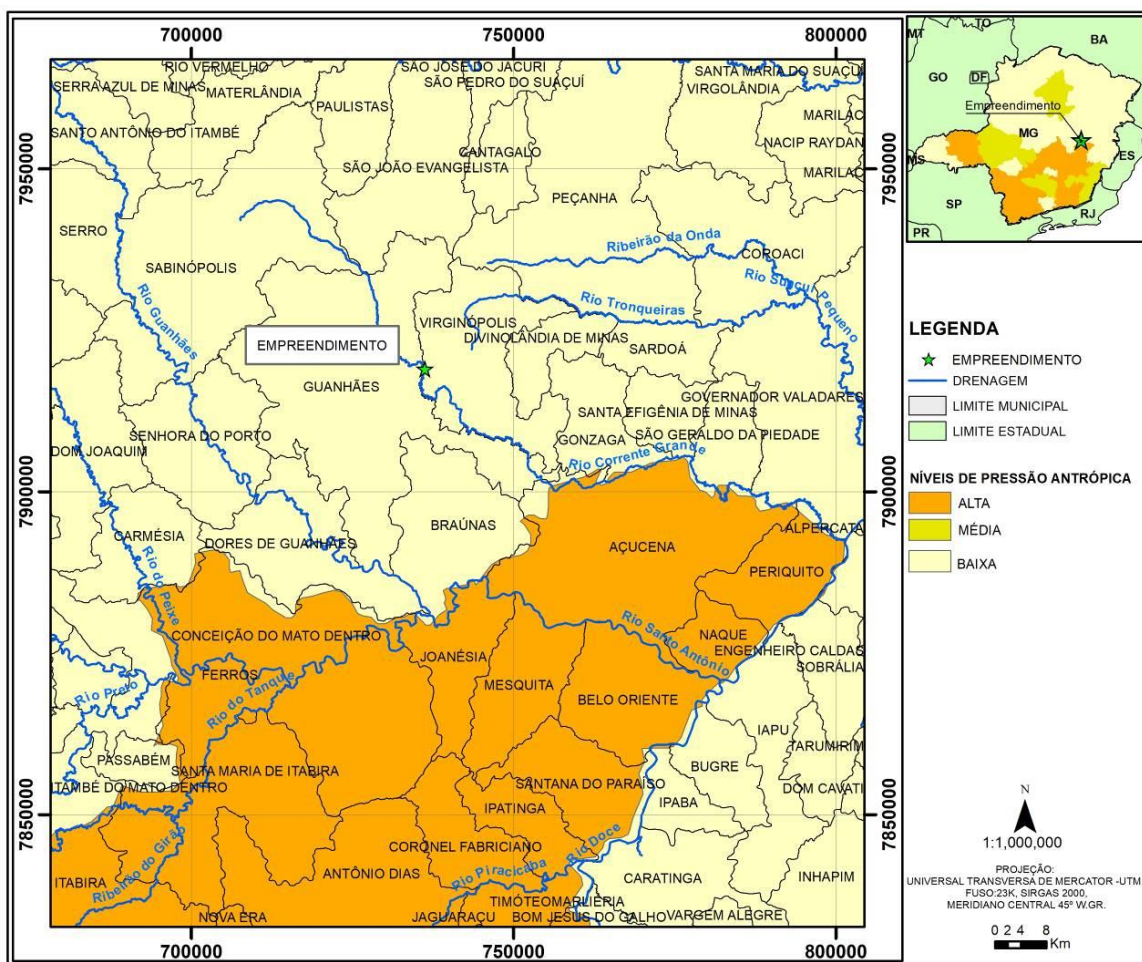 700000 750000 800000
RIO VERMELHO
SÃO JOSÉ DO JACURI
SERRA AZUL DE MINAS
MATERLÂNDIA
SÃO PEDRO DO SUAÇUÍ
SANTA MARIA DO SUAÇUÍ
VIRGOLÂNDIA
PAULISTAS
MARILAC
SANTO ANTÔNIO DO ITAMBÉ
CANTAGALO
NACIP RAYDAN
7950000
7950000
SÃO JOÃO EVANGELISTA
MARILAC
PEÇANHA
SERRO
Ribeirão da Onda
COROACI
SABINÓPOLIS
Rio Suaçuí Pequeno
Rio Guanhães
Rio Tronqueiras
VIRGINÓPOLIS
DIVINOLÂNDIA DE MINAS
EMPREENDIMENTO
SARDOÁ
GUANHÃES
GOVERNADOR VALADARES
SANTA EFIGÊNIA DE MINAS
SENHORA DO PORTO
GONZAGA
SÃO GERALDO DA PIEDADE
DOM JOAQUIM
Rio Corrente Grande
7900000
7900000
BRAÚNAS
ALPERCATA
CARMÉSIA
DORES DE GUANHÃES
AÇUCENA
PERIQUITO
Rio do Peixe
CONCEIÇÃO DO MATO DENTRO
Rio Santo Antônio
NAQUE
JOANÉSIA
ENGENHEIRO CALDAS
SOBRÁLIA
FERROS
Rio do Tanque
MESQUITA
Rio Preto
BELO ORIENTE
IAPU
TARUMIRIM
PASSABÉM
BUGRE
SANTA MARIA DE ITABIRA
ITAMBÉ DO MATO DENTRO
SANTANA DO PARAÍSO
DOM CAVATI
IPATINGA
IPABA
7850000
7850000
Ribeirão do Girão
CORONEL FABRICIANO
Rio Doce
ITABIRA
ANTÔNIO DIAS
Rio Piracicaba
CARATINGA
INHAPIM
TIMÓTEO
MARLIÉRIA
NOVA ERA
JAGUARAÇU
BOM JESUS DO GALHO
VARGEM ALEGRE
700000 750000 800000
MT
TO
BA
GO
DF
Empreendimento
MG
MS
ES
SP
RJ
PR
LEGENDA
EMPREENDIMENTO
DRENAGEM
LIMITE MUNICIPAL
LIMITE ESTADUAL
NÍVEIS DE PRESSÃO ANTRÓPICA
ALTA
MÉDIA
BAIXA
N
1:1,000,000
PROJEÇÃO:
UNIVERSAL TRANSVERSA DE MERCATOR -UTM
FUSO:23K, SIRGAS 2000,
MERIDIANO CENTRAL 45º W.GR.
0 2 4 8
Km